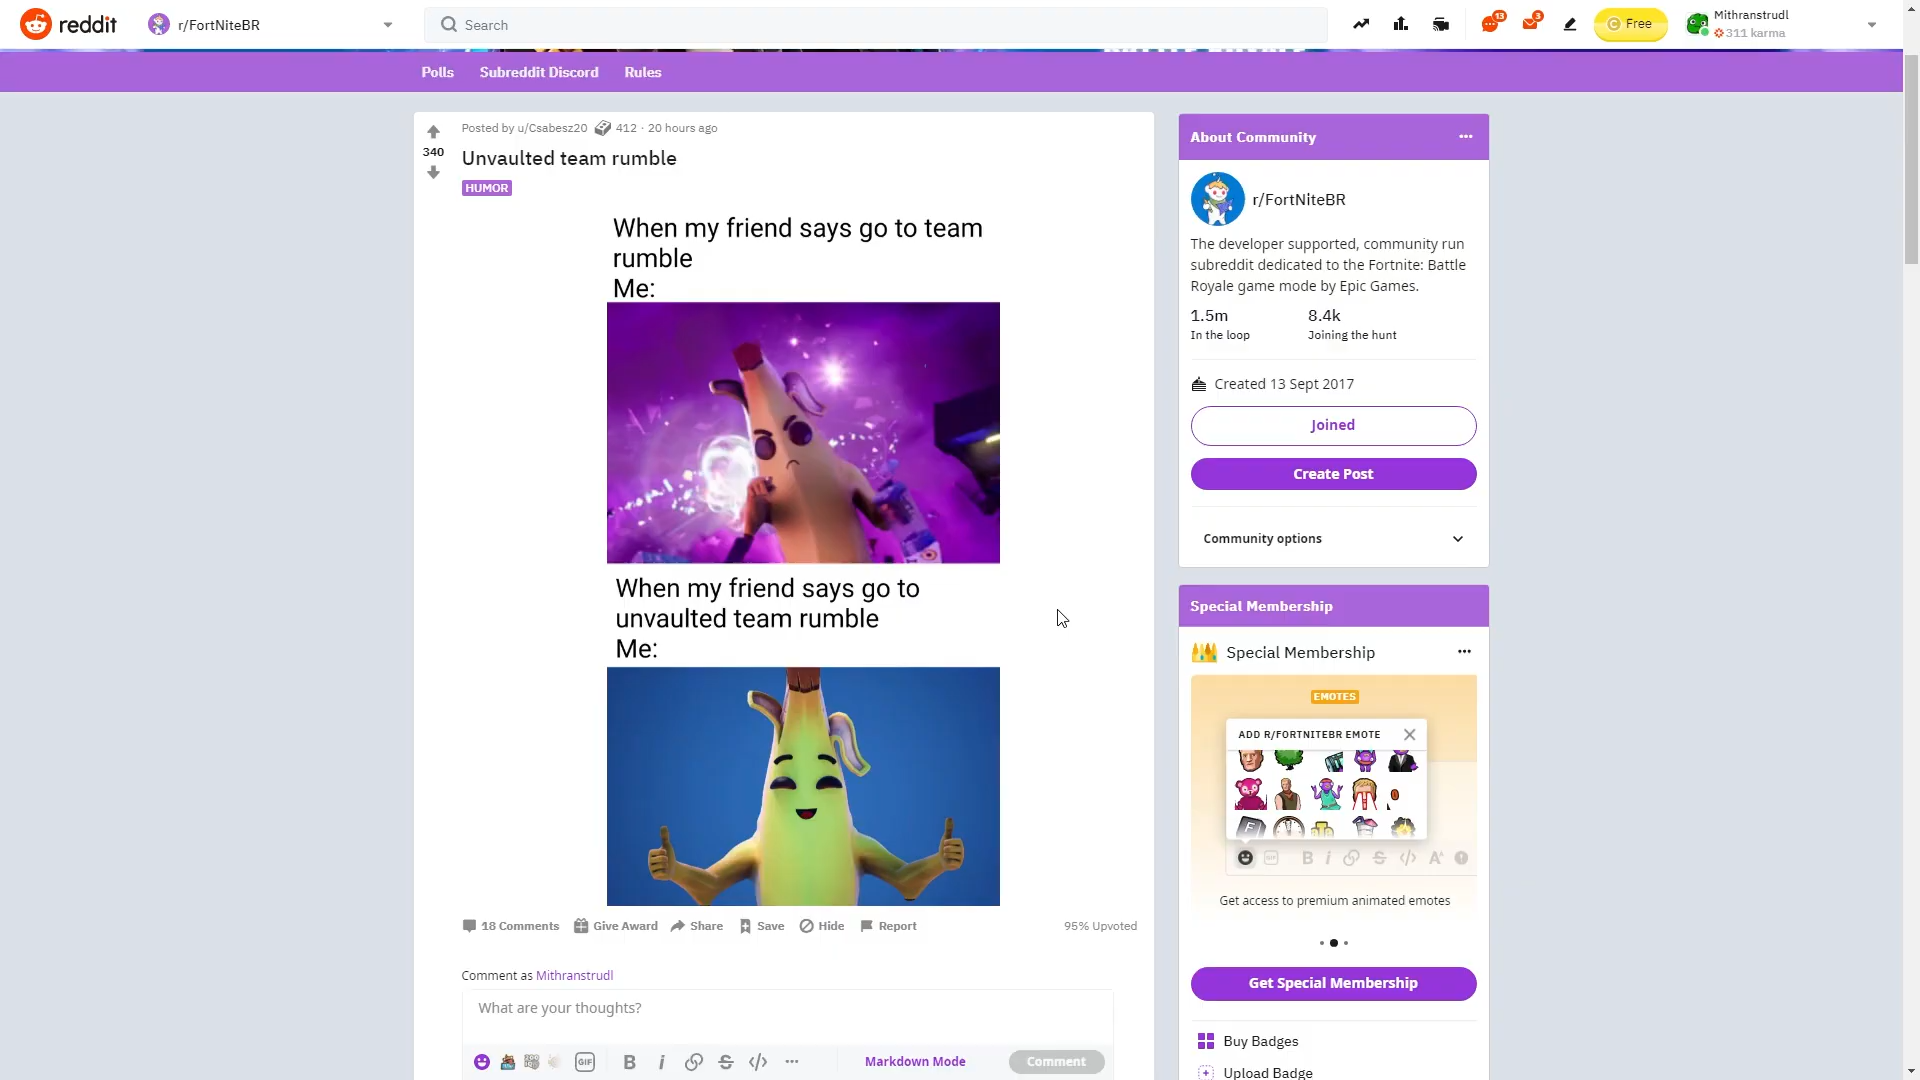 reddit
r/FortNiteBR
Search
13
3
Free
Mithranstrudl
311 karma
Polls
Subreddit Discord
Rules
340
Posted by u/Csabesz20 412 · 20 hours ago
Unvaulted team rumble
HUMOR
When my friend says go to team
rumble
Me:
When my friend says go to
unvaulted team rumble
Me:
18 Comments
Give Award
Share
Save
Hide
Report
95% Upvoted
Comment as Mithranstrudl
What are your thoughts?
GIF
B
i
Markdown Mode
Comment
About Community
r/FortNiteBR
The developer supported, community run
subreddit dedicated to the Fortnite: Battle
Royale game mode by Epic Games.
1.5m
8.4k
In the loop
Joining the hunt
Created 13 Sept 2017
Joined
Create Post
Community options
Special Membership
Special Membership
EMOTES
ADD R/FORTNITEBR EMOTE
F
GIF
B
i
Get access to premium animated emotes
Get Special Membership
Buy Badges
Upload Badge